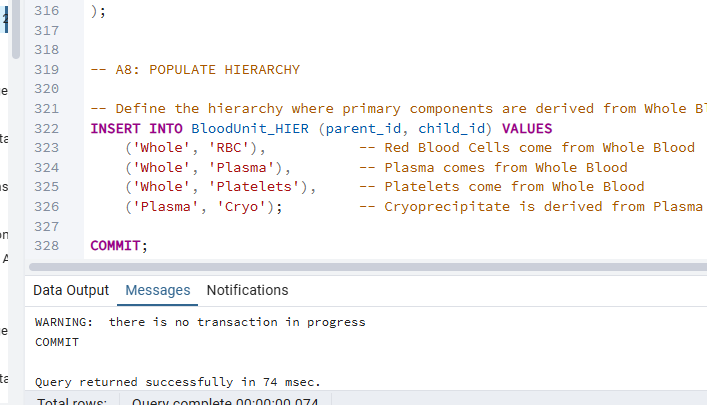 316 );
317
318
319 -- A8: POPULATE HIERARCHY
320
321 -- Define the hierarchy where primary components are derived from Whole
322 INSERT INTO BloodUnit_HIER (parent_id, child_id) VALUES
323 ('Whole', 'RBC'), -- Red Blood Cells come from Whole Blood
324 ('Whole', 'Plasma'), -- Plasma comes from Whole Blood
325 ('Whole', 'Platelets'), -- Platelets come from Whole Blood
326 ('Plasma', 'Cryo'); -- Cryoprecipitate is derived from Plasma
327
328 COMMIT;
Data Output Messages Notifications
WARNING:  there is no transaction in progress
COMMIT
Query returned successfully in 74 msec.
Total rows: Query complete 00:00:00.074